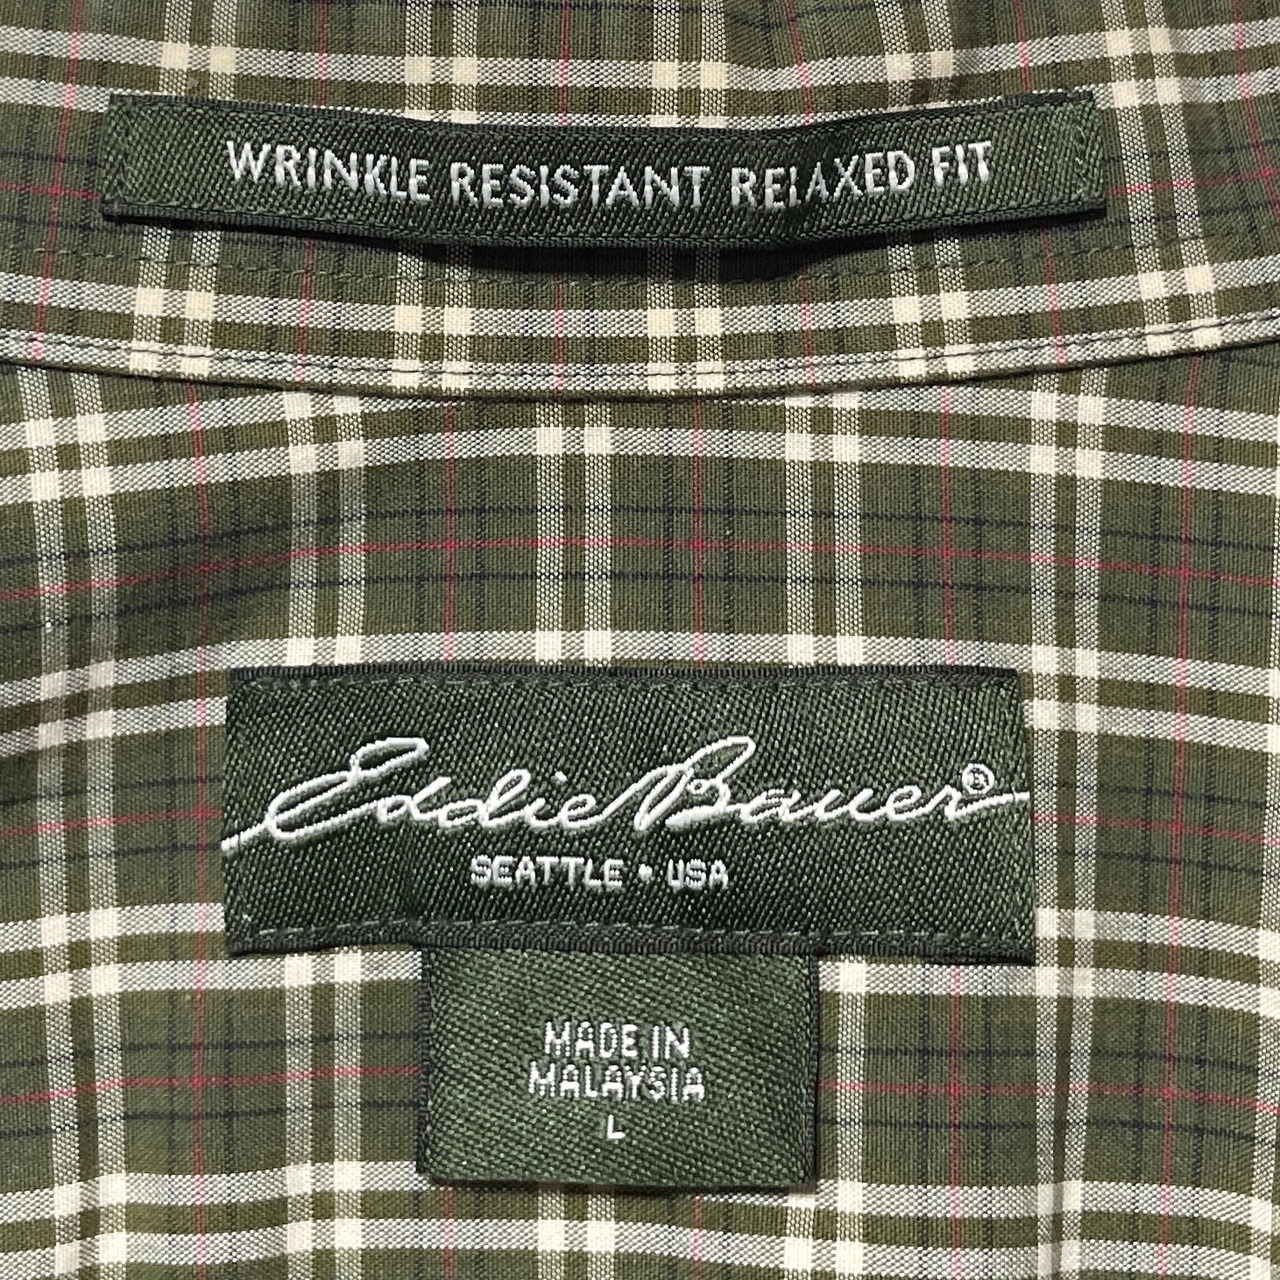 WRINKLE RESISTANT RELAXED FIT
Eddie Bauer®
SEATTLE • USA
MADE IN
MALAYSIA
L